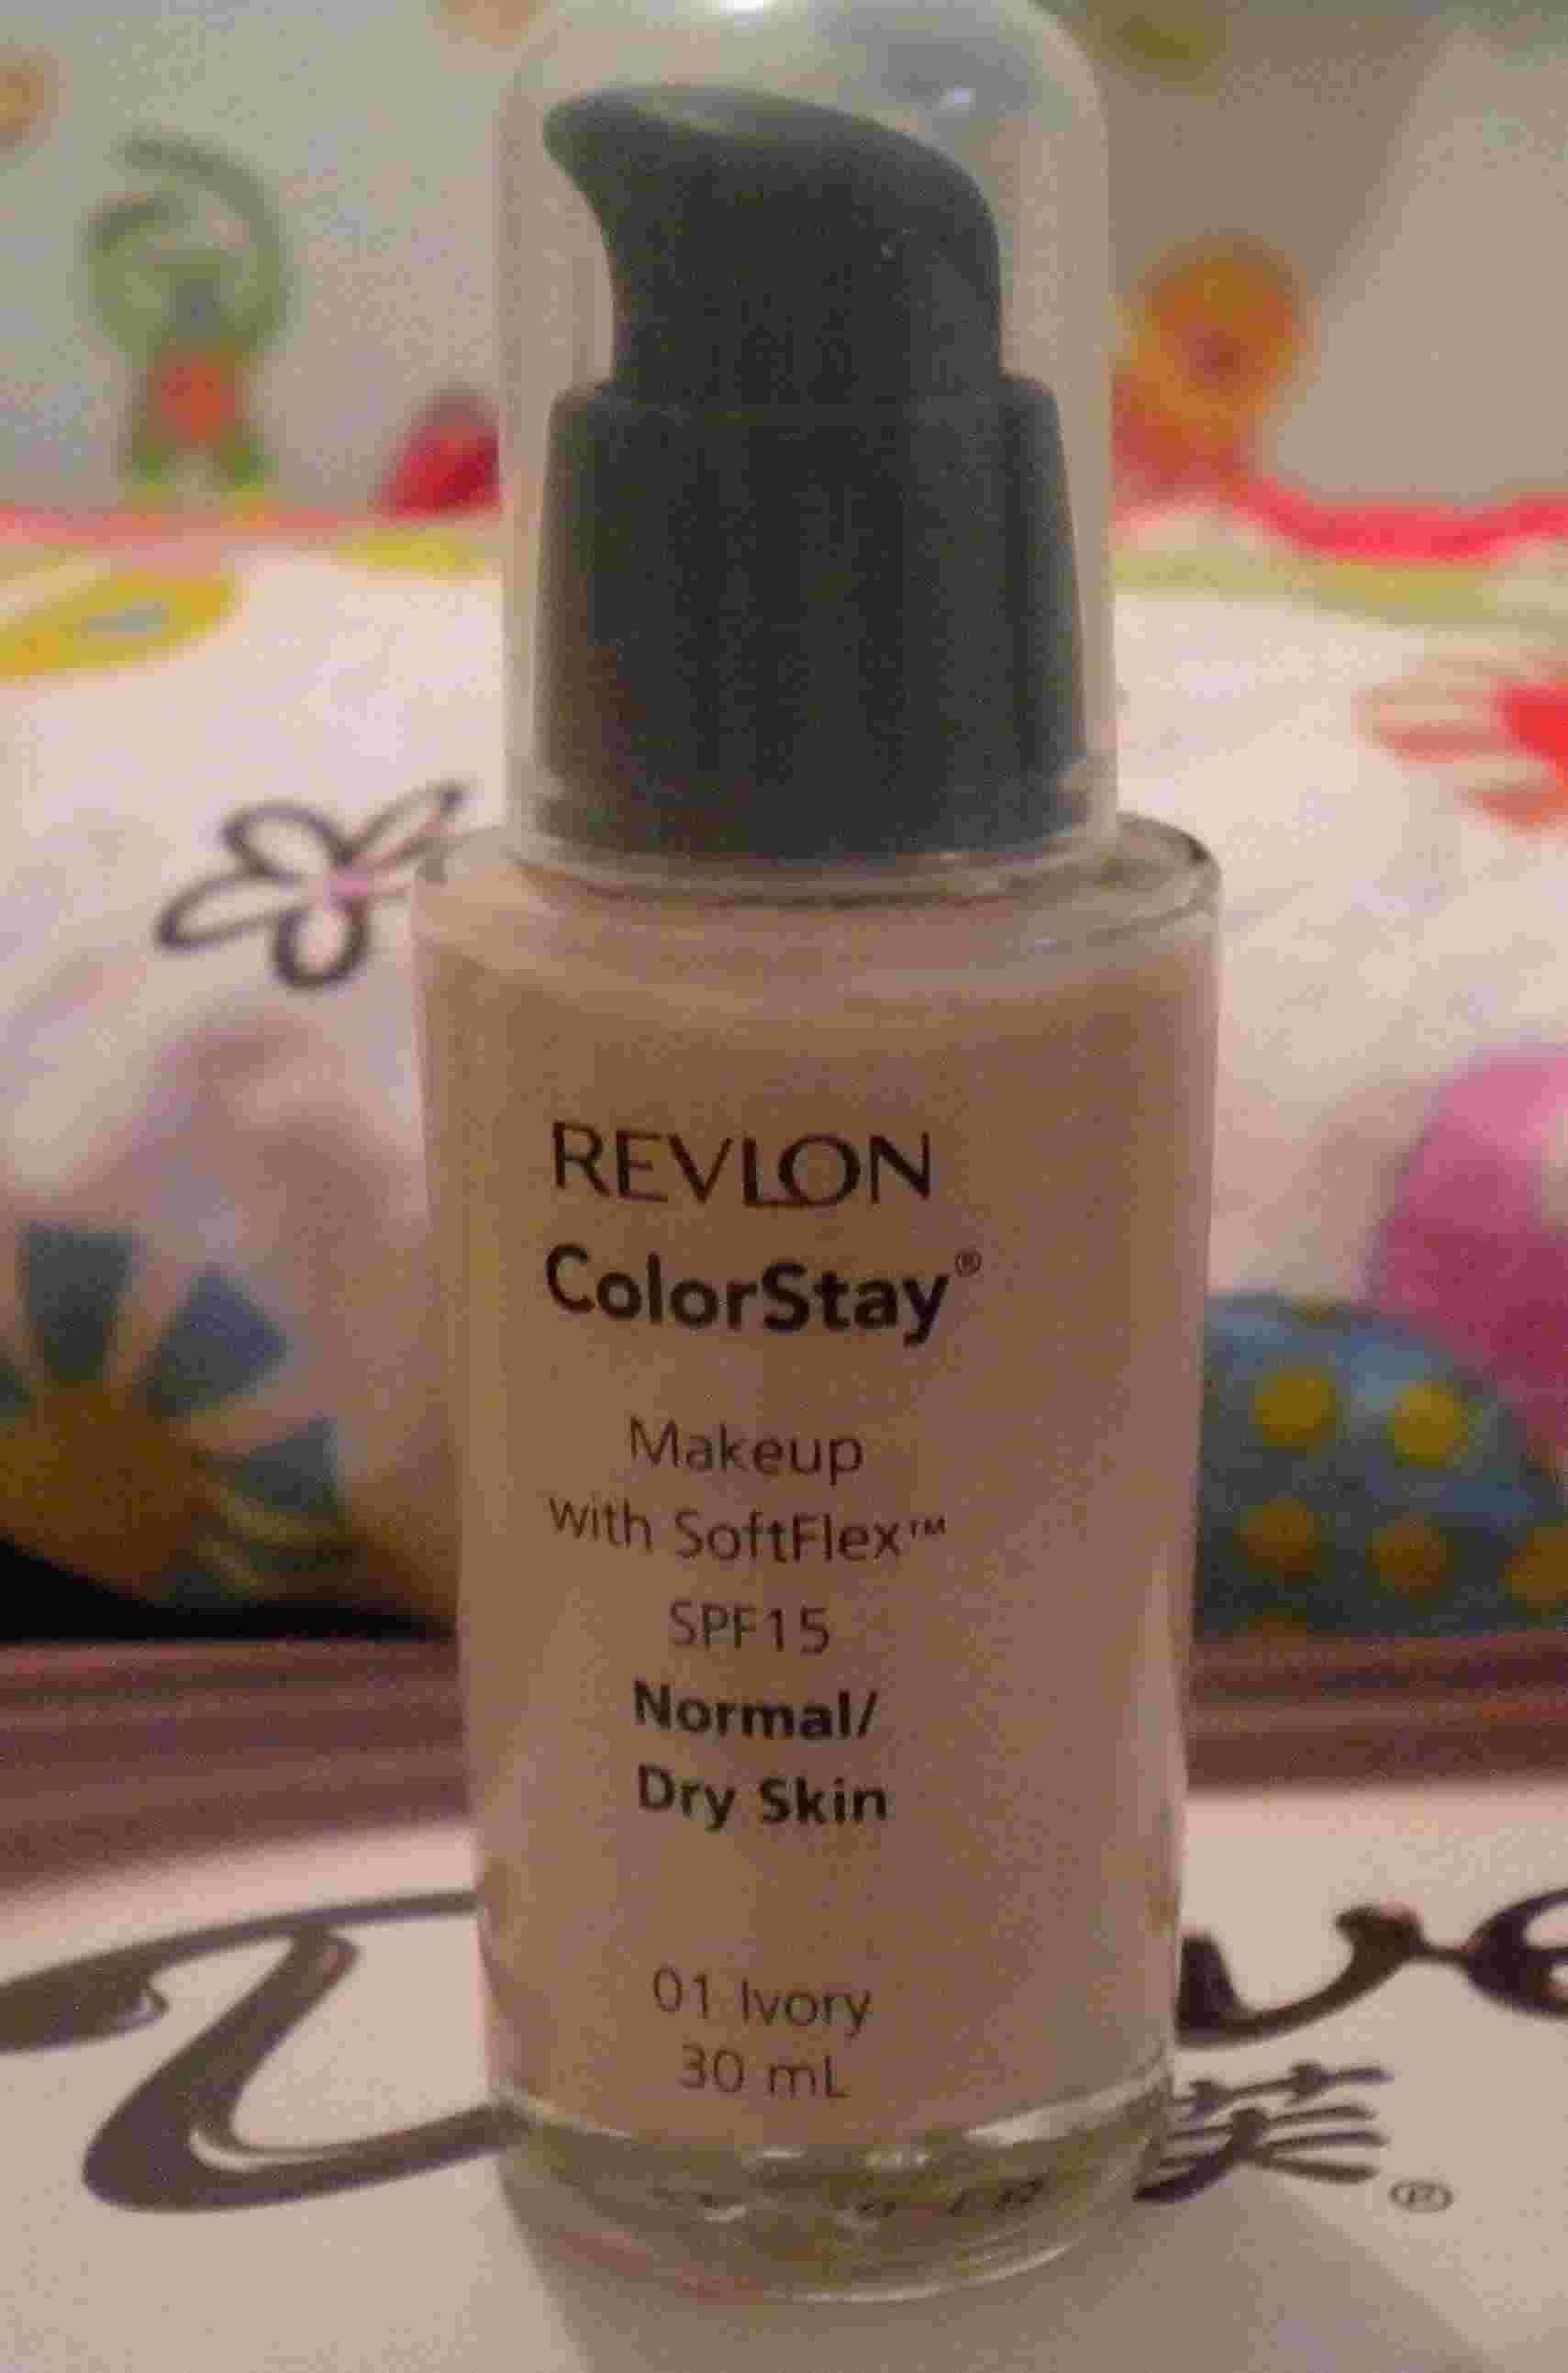 REVLON
ColorStay®
Makeup
with SoftFlex™
SPF15
Normal/
Dry Skin
01 Ivory
30 mL
®